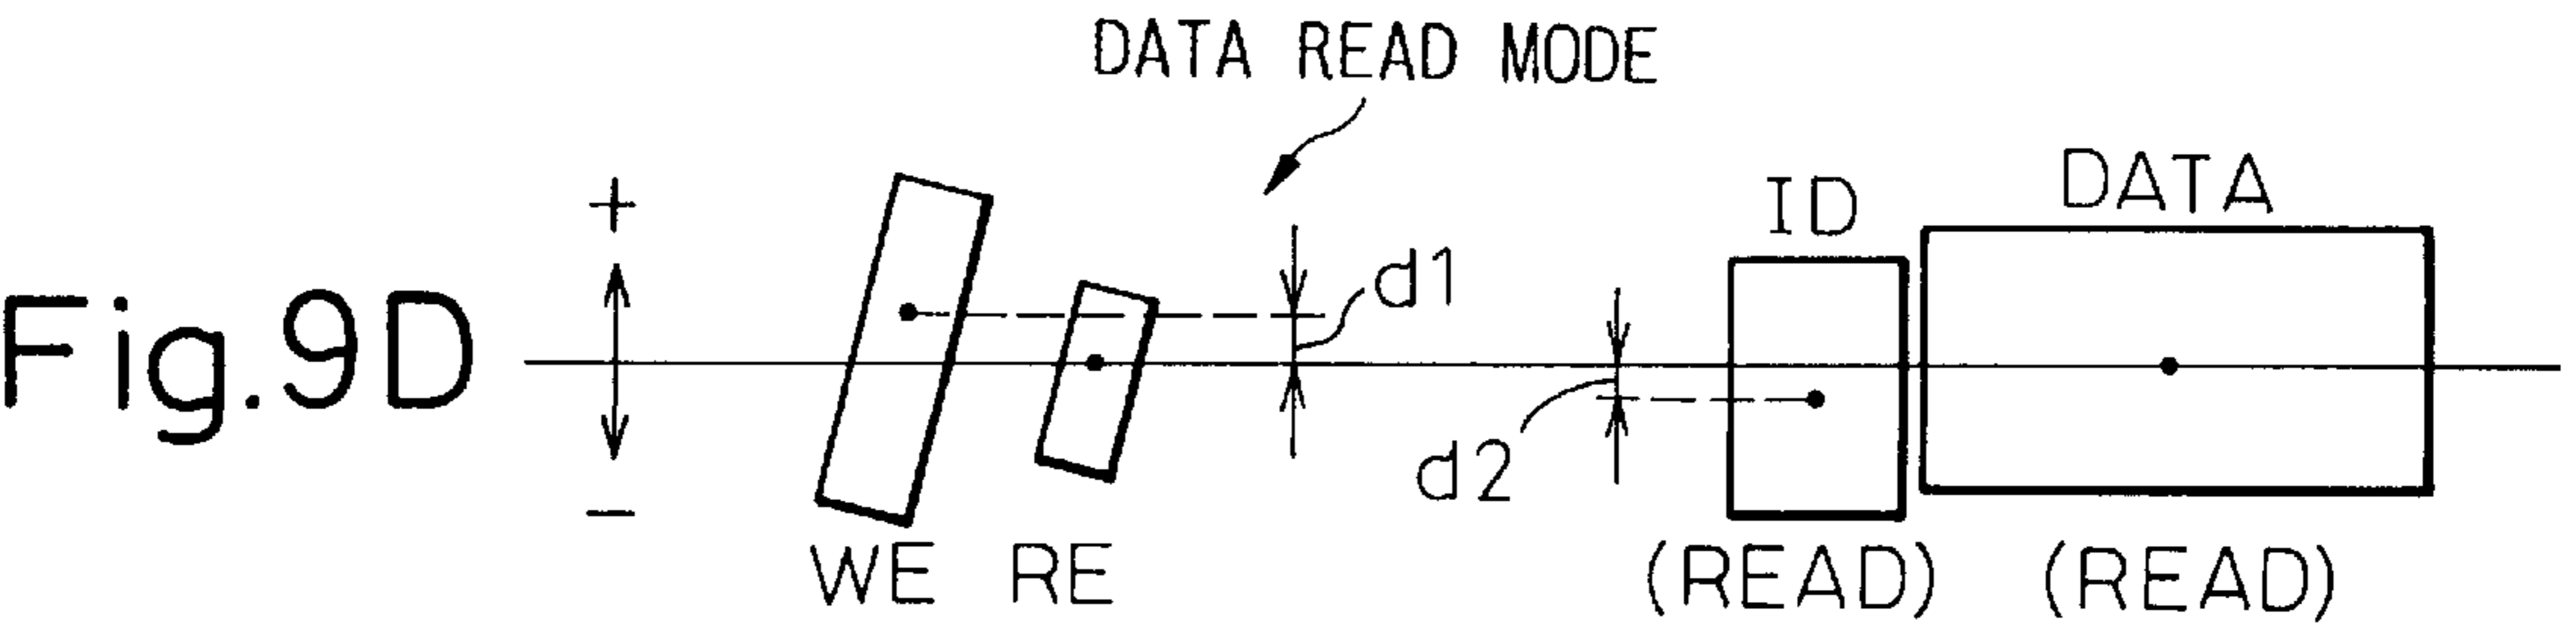 DATA READ MODE
Fig.9D
+
−
WE RE
d1
d2
ID
DATA
(READ) (READ)